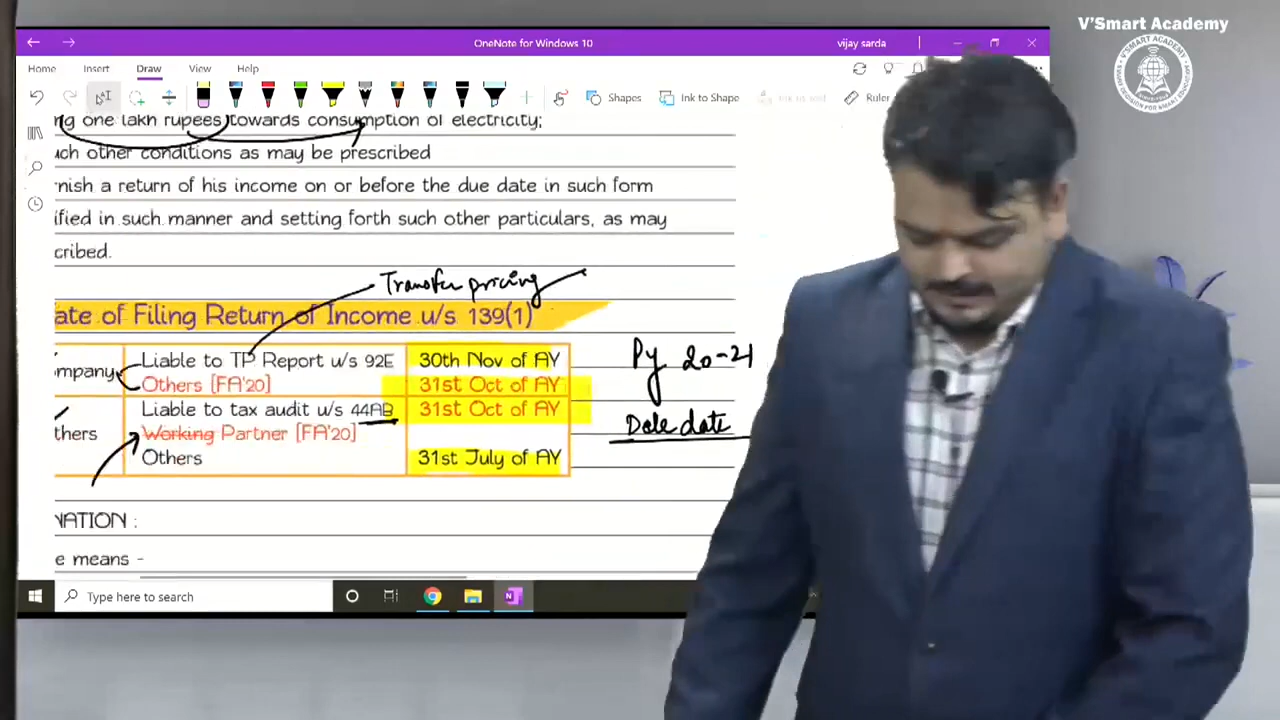 V'Smart Academy
OneNote for Windows 10
vijay sarda
Home Insert Draw View Help
Shapes Ink to Shape Ruler
ng one lakh rupees towards consumption of electricity;
uch other conditions as may be prescribed
rnish a return of his income on or before the due date in such form
ified in such manner and setting forth such other particulars, as may
cribed.
Transfer pricing
ate of Filing Return of Income u/s 139(1)
mpany Liable to TP Report u/s 92E 30th Nov of AY
Others [FA'20] 31st Oct of AY
thers Liable to tax audit u/s 44AB 31st Oct of AY
Working Partner [FA'20]
Others 31st July of AY
Py 20-21
Dale date
NATION :
e means -
Type here to search